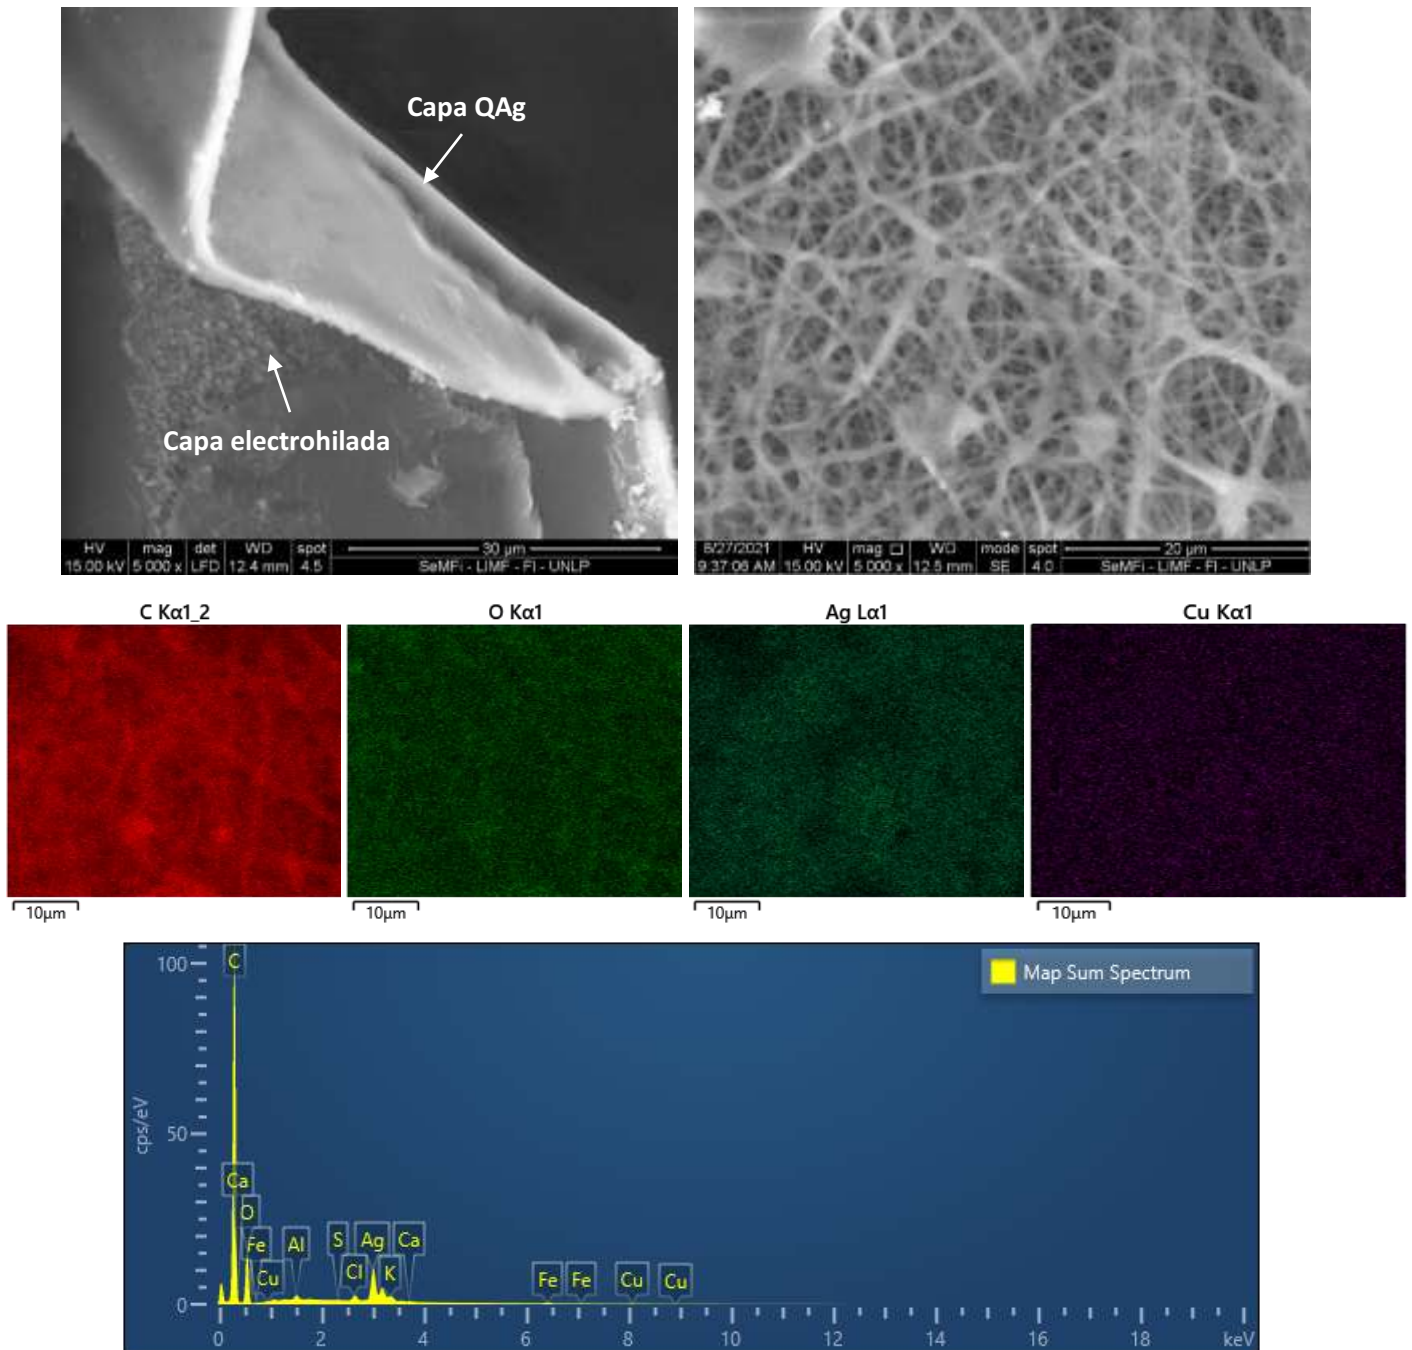 Capa QAg
Capa electrohilada
HV mag det WD spot 30 µm
15.00 kV 5 000 x LFD 12.4 mm 4.5 SeMFi - LIMF - FI - UNLP
8/27/2021 HV mag WD mode spot 20 µm
9:37:06 AM 15.00 kV 5 000 x 12.5 mm SE 4.0 SeMFi - LIMF - FI - UNLP
C Kα1_2 O Kα1 Ag Lα1 Cu Kα1
10µm 10µm 10µm 10µm
Map Sum Spectrum
cps/eV
100
50
0
C
Ca
O
Fe Al S Ag Ca
Cu Cl K
Fe Fe Cu Cu
0 2 4 6 8 10 12 14 16 18 keV